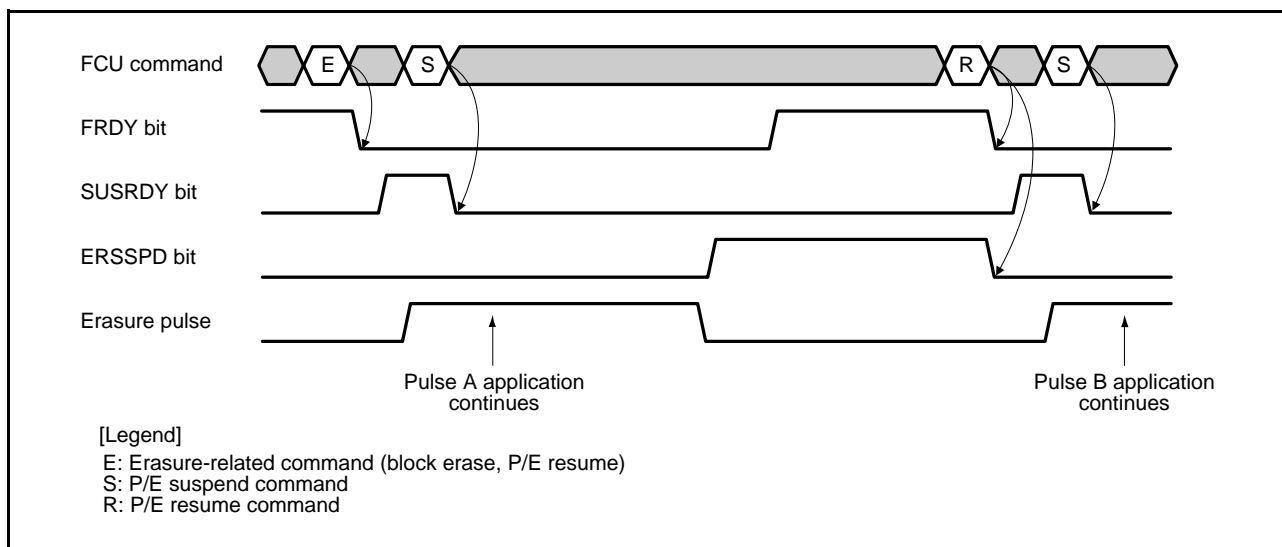 FCU command
E
S
R
S
FRDY bit
SUSRDY bit
ERSSPD bit
Erasure pulse
Pulse A application
continues
Pulse B application
continues
[Legend]
E: Erasure-related command (block erase, P/E resume)
S: P/E suspend command
R: P/E resume command